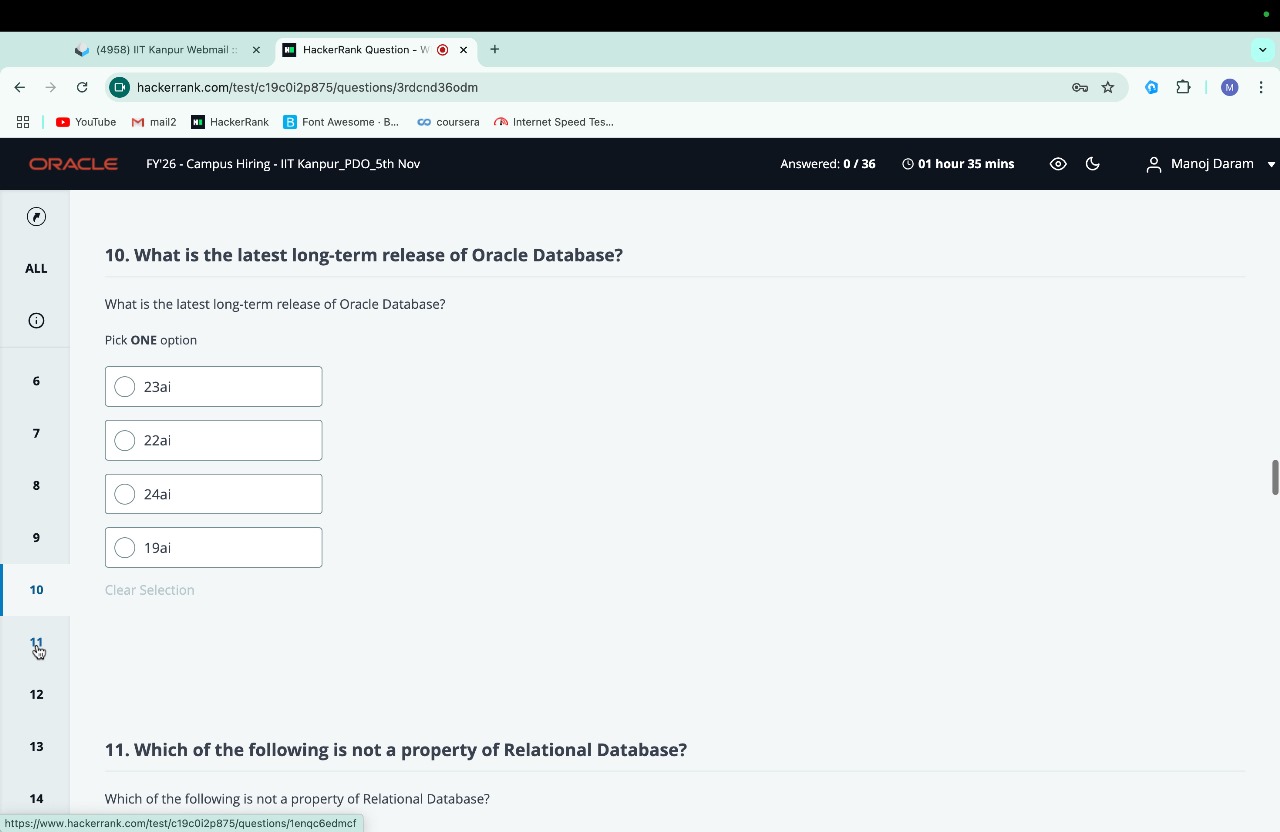 (4958) IIT Kanpur Webmail ::
HackerRank Question - W
hackerrank.com/test/c19c0i2p875/questions/3rdcnd36odm
M
YouTube
mail2
HackerRank
Font Awesome · B...
coursera
Internet Speed Tes...
ORACLE
FY'26 - Campus Hiring - IIT Kanpur_PDO_5th Nov
Answered: 0 / 36
01 hour 35 mins
Manoj Daram
ALL
6
7
8
9
10
11
12
13
14
10. What is the latest long-term release of Oracle Database?
What is the latest long-term release of Oracle Database?
Pick ONE option
23ai
22ai
24ai
19ai
Clear Selection
11. Which of the following is not a property of Relational Database?
Which of the following is not a property of Relational Database?
https://www.hackerrank.com/test/c19c0i2p875/questions/1enqc6edmcf